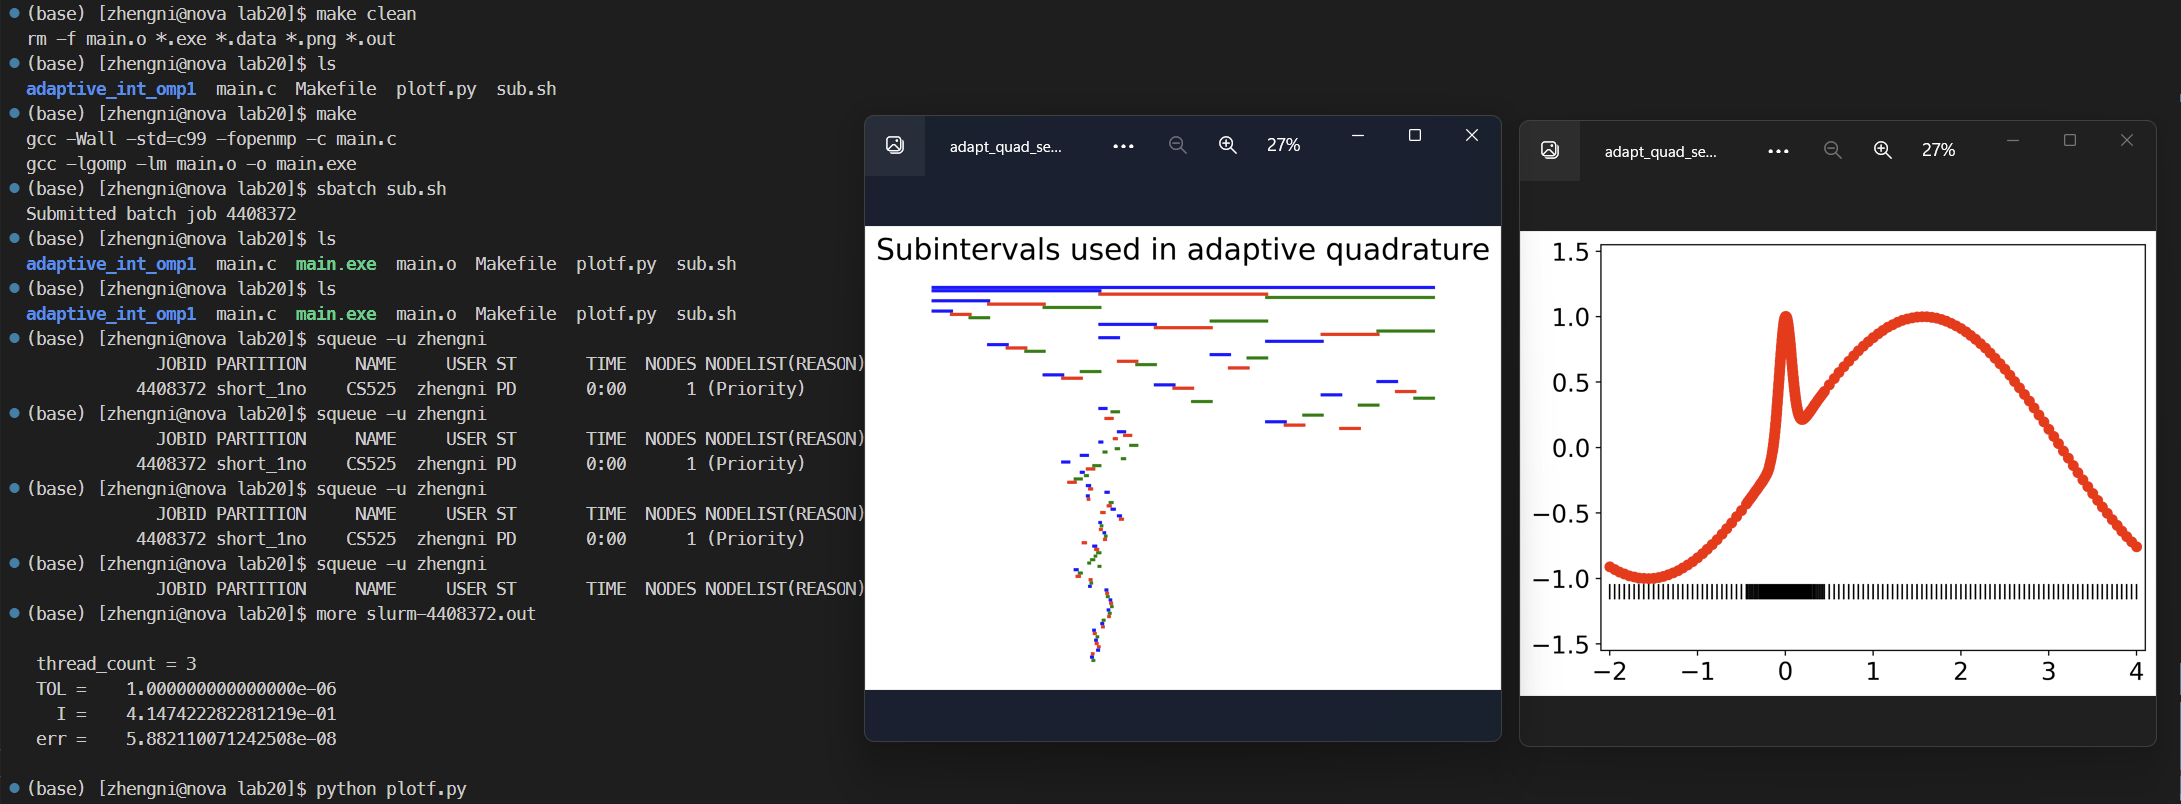 (base) [zhengni@nova lab20]$ make clean
rm -f main.o *.exe *.data *.png *.out
(base) [zhengni@nova lab20]$ ls
adaptive_int_omp1  main.c  Makefile  plotf.py  sub.sh
(base) [zhengni@nova lab20]$ make
gcc -Wall -std=c99 -fopenmp -c main.c
gcc -lgomp -lm main.o -o main.exe
(base) [zhengni@nova lab20]$ sbatch sub.sh
Submitted batch job 4408372
(base) [zhengni@nova lab20]$ ls
adaptive_int_omp1  main.c  main.exe  main.o  Makefile  plotf.py  sub.sh
(base) [zhengni@nova lab20]$ ls
adaptive_int_omp1  main.c  main.exe  main.o  Makefile  plotf.py  sub.sh
(base) [zhengni@nova lab20]$ squeue -u zhengni
JOBID PARTITION     NAME     USER ST       TIME  NODES NODELIST(REASON)
4408372 short_1no    CS525  zhengni PD       0:00      1 (Priority)
(base) [zhengni@nova lab20]$ squeue -u zhengni
JOBID PARTITION     NAME     USER ST       TIME  NODES NODELIST(REASON)
4408372 short_1no    CS525  zhengni PD       0:00      1 (Priority)
(base) [zhengni@nova lab20]$ squeue -u zhengni
JOBID PARTITION     NAME     USER ST       TIME  NODES NODELIST(REASON)
4408372 short_1no    CS525  zhengni PD       0:00      1 (Priority)
(base) [zhengni@nova lab20]$ squeue -u zhengni
JOBID PARTITION     NAME     USER ST       TIME  NODES NODELIST(REASON)
(base) [zhengni@nova lab20]$ more slurm-4408372.out
thread_count = 3
TOL =    1.000000000000000e-06
I =    4.147422282281219e-01
err =    5.882110071242508e-08
(base) [zhengni@nova lab20]$ python plotf.py
adapt_quad_se... ••• 27%
Subintervals used in adaptive quadrature
adapt_quad_se... ••• 27%
1.5
1.0
0.5
0.0
−0.5
−1.0
−1.5
−2 −1 0 1 2 3 4